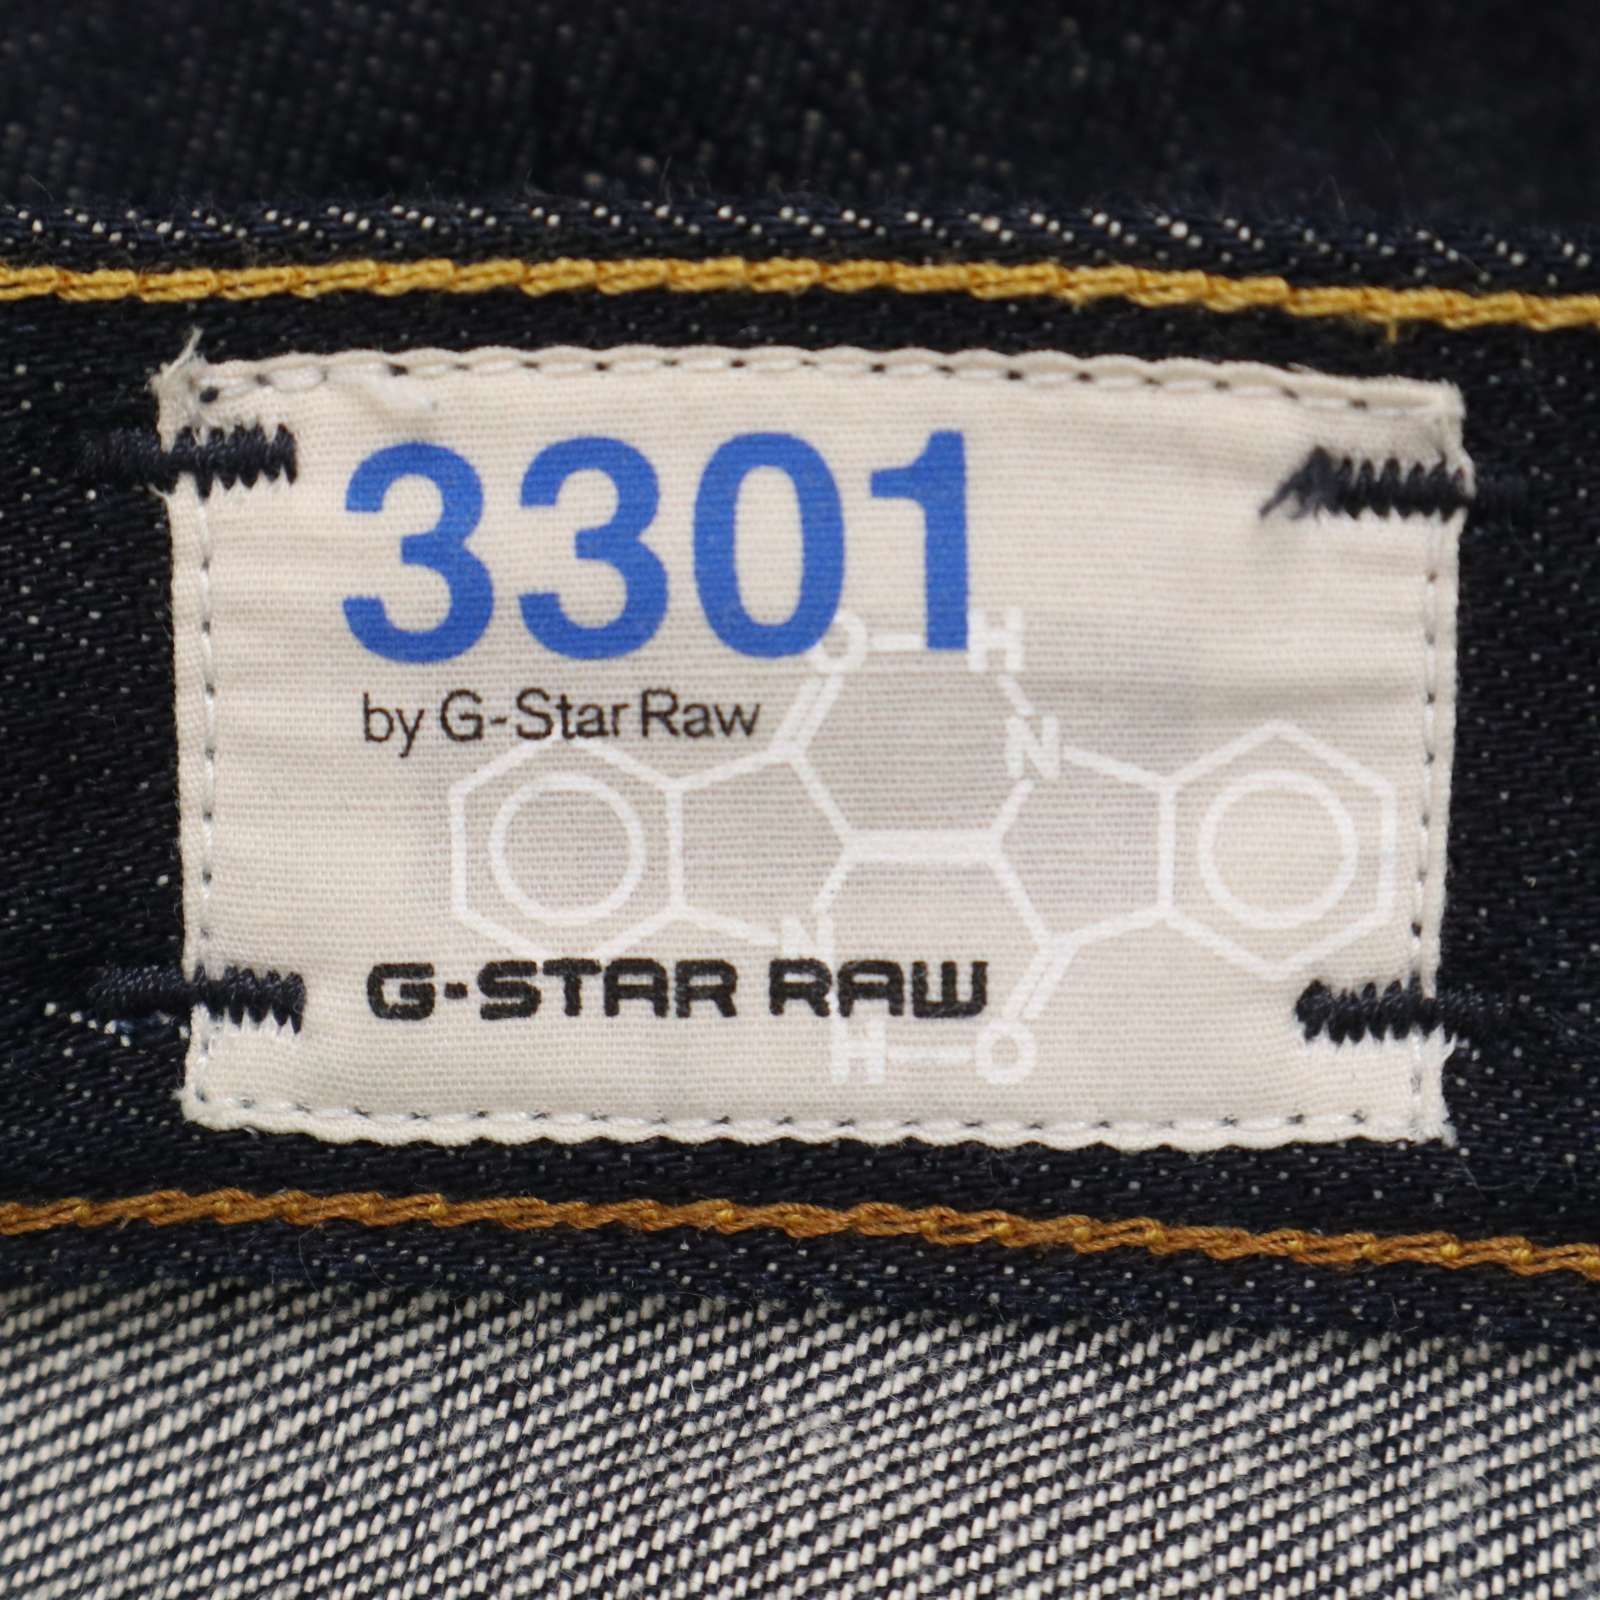 3301
by G-Star Raw
O H
N
N
G-STAR RAW
H O